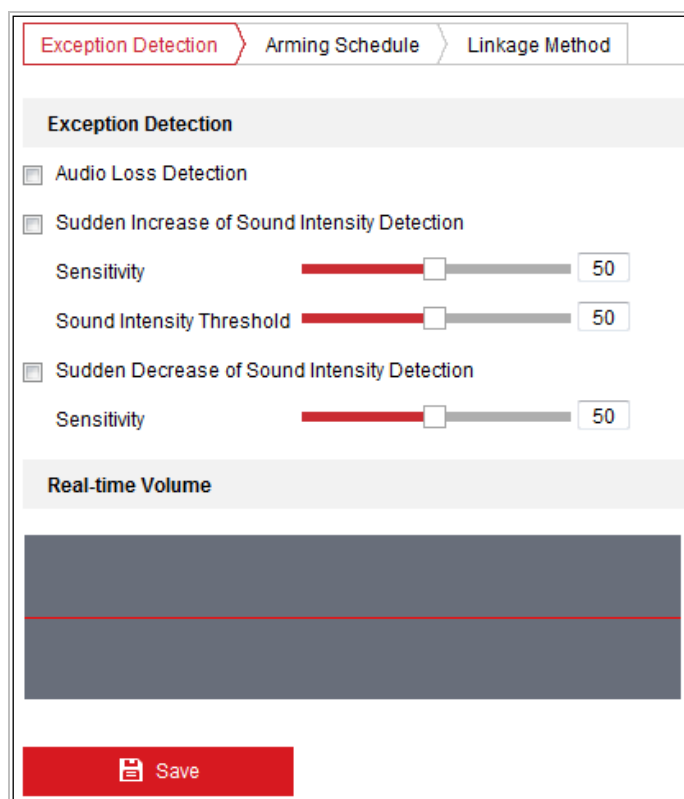 Exception Detection Arming Schedule Linkage Method
Exception Detection
Audio Loss Detection
Sudden Increase of Sound Intensity Detection
Sensitivity 50
Sound Intensity Threshold 50
Sudden Decrease of Sound Intensity Detection
Sensitivity 50
Real-time Volume
Save